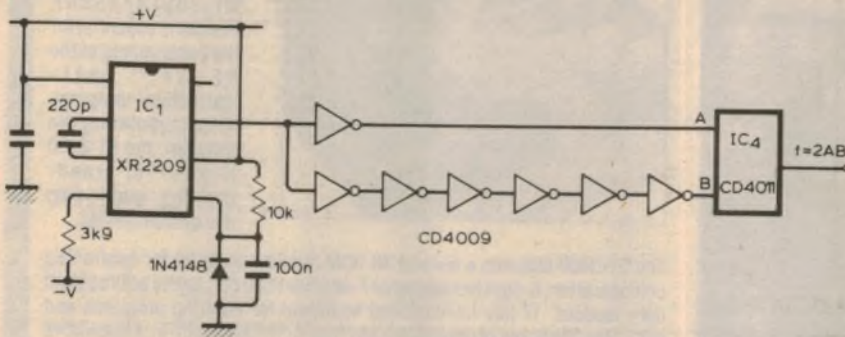 +V
220p
IC₁
XR2209
10k
3k9
-V
1N4148
100n
CD4009
A
B
IC₄
CD4011
f=2AB